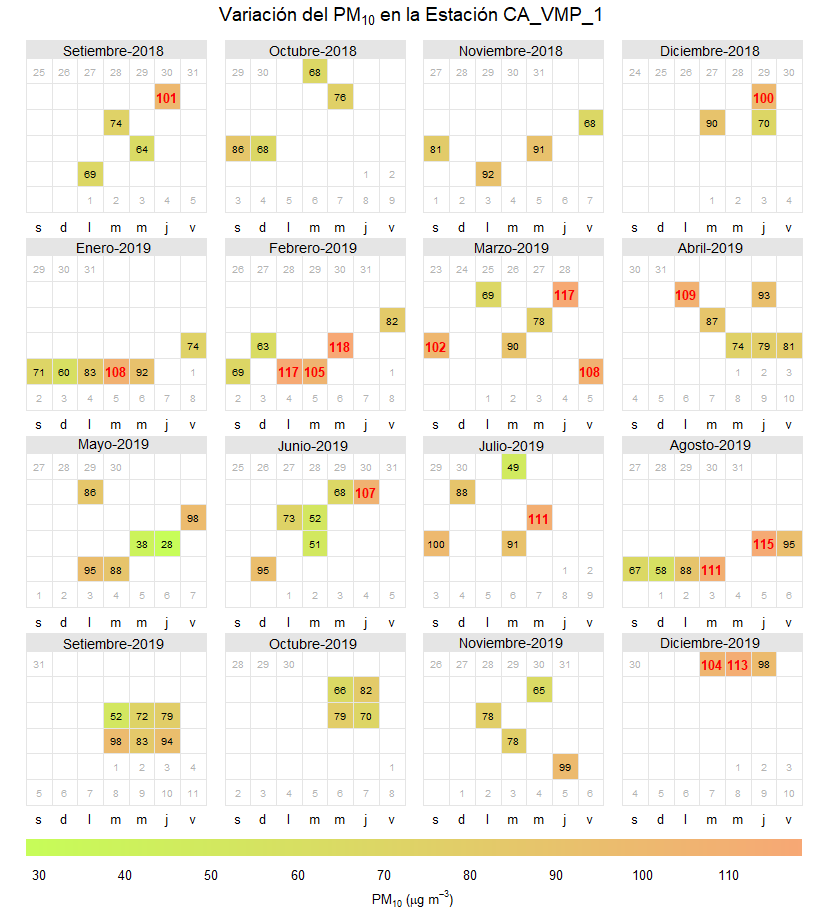 Variación del PM10 en la Estación CA_VMP_1
Setiembre-2018 Octubre-2018 Noviembre-2018 Diciembre-2018
25 26 27 28 29 30 31 29 30 68 27 28 29 30 31 24 25 26 27 28 29 30
101 76 100
74 68 90 70
64 86 68 81 91
69 1 2 92
1 2 3 4 5 3 4 5 6 7 8 9 1 2 3 4 5 6 7 1 2 3 4
s d l m m j v s d l m m j v s d l m m j v s d l m m j v
Enero-2019 Febrero-2019 Marzo-2019 Abril-2019
29 30 31 26 27 28 29 30 31 23 24 25 26 27 28 30 31
69 117 109 93
82 78 87
74 63 118 102 90 74 79 81
71 60 83 108 92 1 69 117 105 1 108 1 2 3
2 3 4 5 6 7 8 2 3 4 5 6 7 8 1 2 3 4 5 4 5 6 7 8 9 10
s d l m m j v s d l m m j v s d l m m j v s d l m m j v
Mayo-2019 Junio-2019 Julio-2019 Agosto-2019
27 28 29 30 25 26 27 28 29 30 31 29 30 49 27 28 29 30 31
86 68 107 88
98 73 52 111
38 28 51 100 91 115 95
95 88 95 1 2 67 58 88 111
1 2 3 4 5 6 7 1 2 3 4 5 3 4 5 6 7 8 9 1 2 3 4 5 6
s d l m m j v s d l m m j v s d l m m j v s d l m m j v
Setiembre-2019 Octubre-2019 Noviembre-2019 Diciembre-2019
31 28 29 30 26 27 28 29 30 31 30 104 113 98
66 82 65
52 72 79 79 70 78
98 83 94 78
1 2 3 4 1 99 1 2 3
5 6 7 8 9 10 11 2 3 4 5 6 7 8 1 2 3 4 5 6 4 5 6 7 8 9 10
s d l m m j v s d l m m j v s d l m m j v s d l m m j v
30 40 50 60 70 80 90 100 110
PM10 (µg m−3)